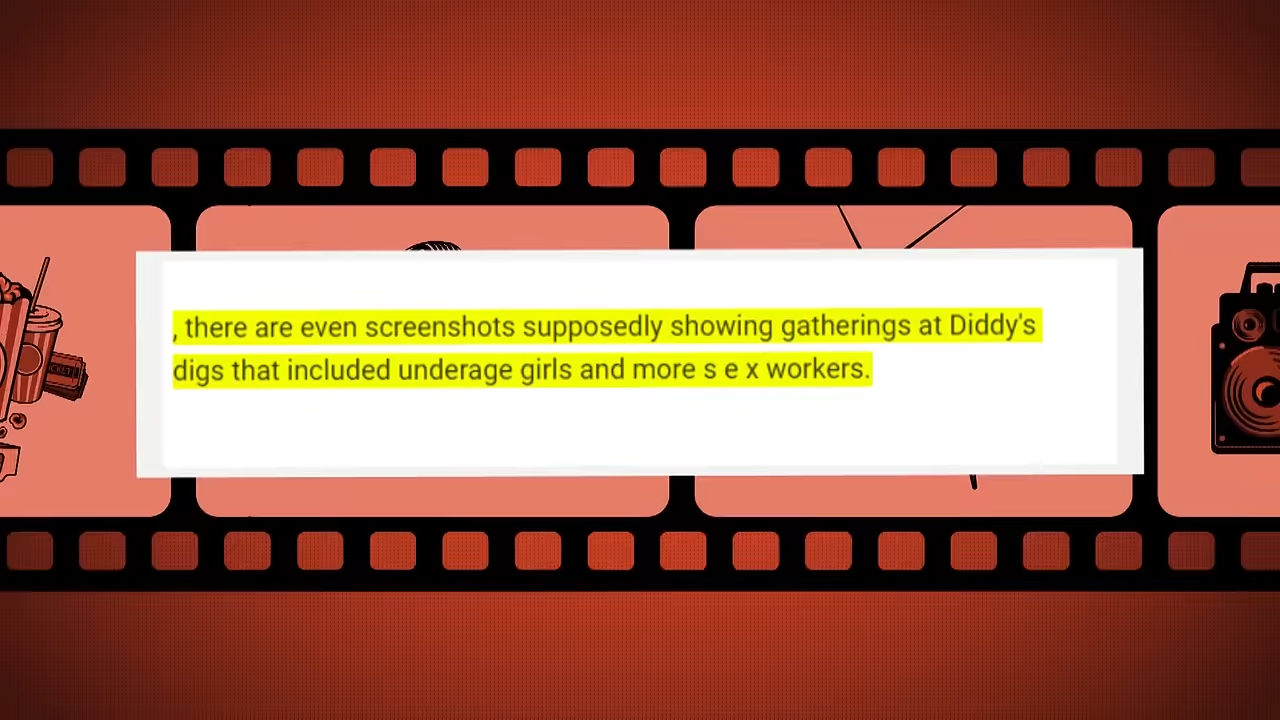 , there are even screenshots supposedly showing gatherings at Diddy's
digs that included underage girls and more s e x workers.